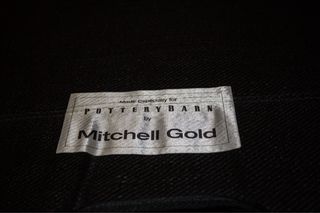 Made Especially for
POTTERYBARN
by
Mitchell Gold